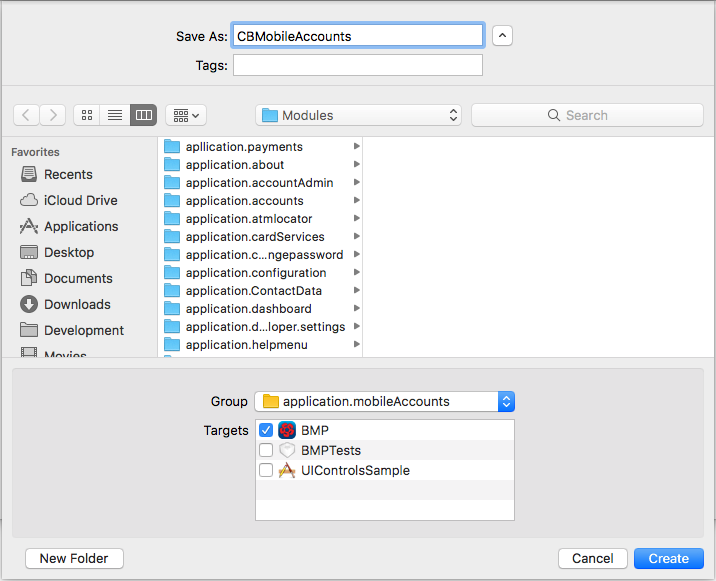 Save As: CBMobileAccounts
Tags:
Modules
Search
Favorites
Recents
iCloud Drive
Applications
Desktop
Documents
Downloads
Development
Movies
apllication.payments
application.about
application.accountAdmin
application.accounts
application.atmlocator
application.cardServices
application.c...ngepassword
application.configuration
application.ContactData
application.dashboard
application.d...loper.settings
application.helpmenu
Group application.mobileAccounts
Targets BMP
BMPTests
UIControlsSample
New Folder Cancel Create